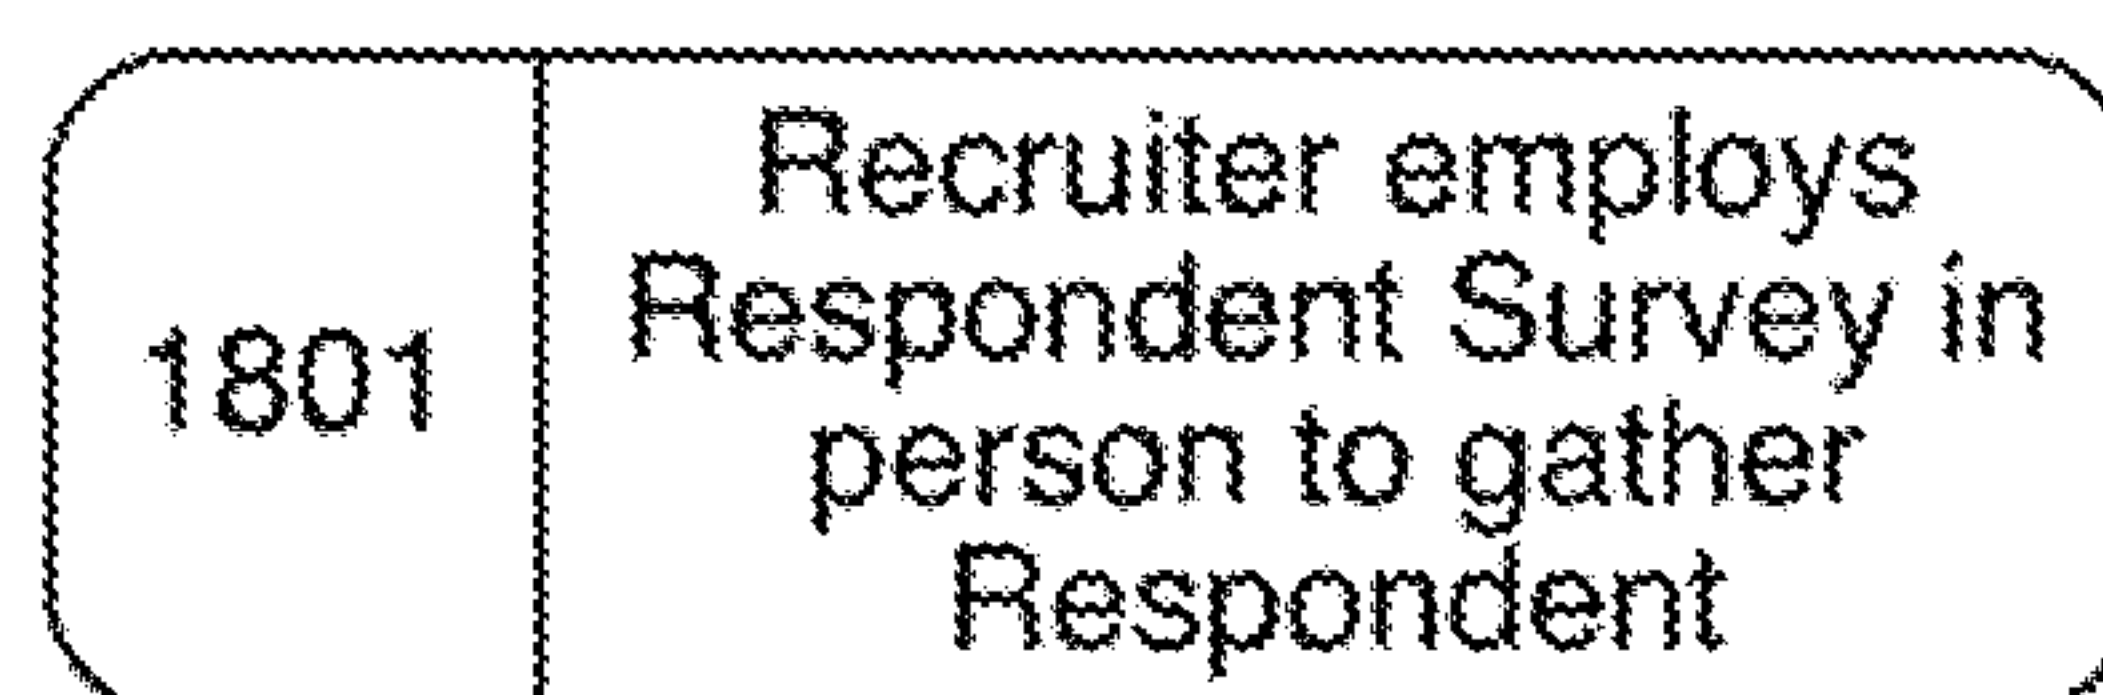 1801
Recruiter employs
Respondent Survey in
person to gather
Respondent